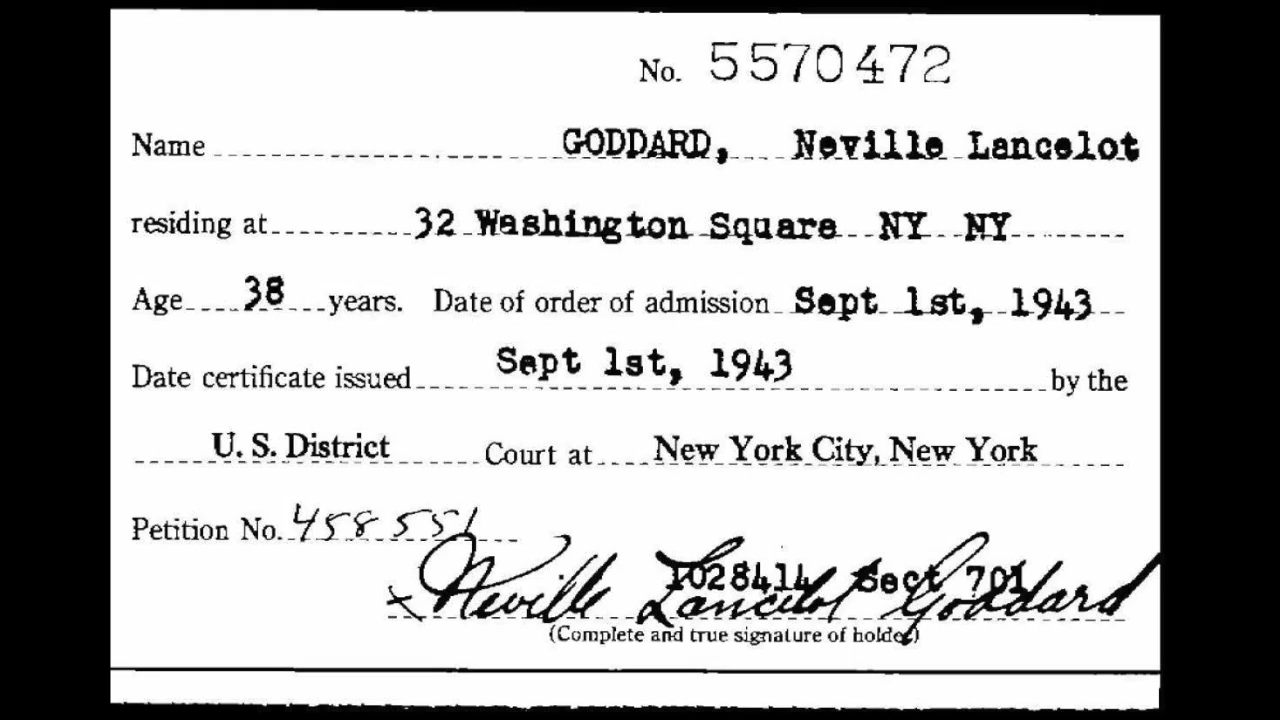 No. 5570472
Name GODDARD, Neville Lancelot
residing at 32 Washington Square NY NY
Age 38 years. Date of order of admission Sept 1st, 1943
Date certificate issued Sept 1st, 1943 by the
U. S. District Court at New York City, New York
Petition No. 458551
1028414 Sect 701
Neville Lancelot Goddard
(Complete and true signature of holder)